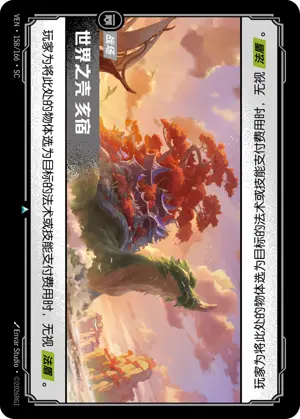 玩家为将此处的物体选为目标的法术或技能支付费用时，无视 法盾 。
战场
世界之壳 亥宿
玩家为将此处的物体选为目标的法术或技能支付费用时，无视 法盾 。
VEN • 158/166 • SC
Envar Studio • ©2026RG